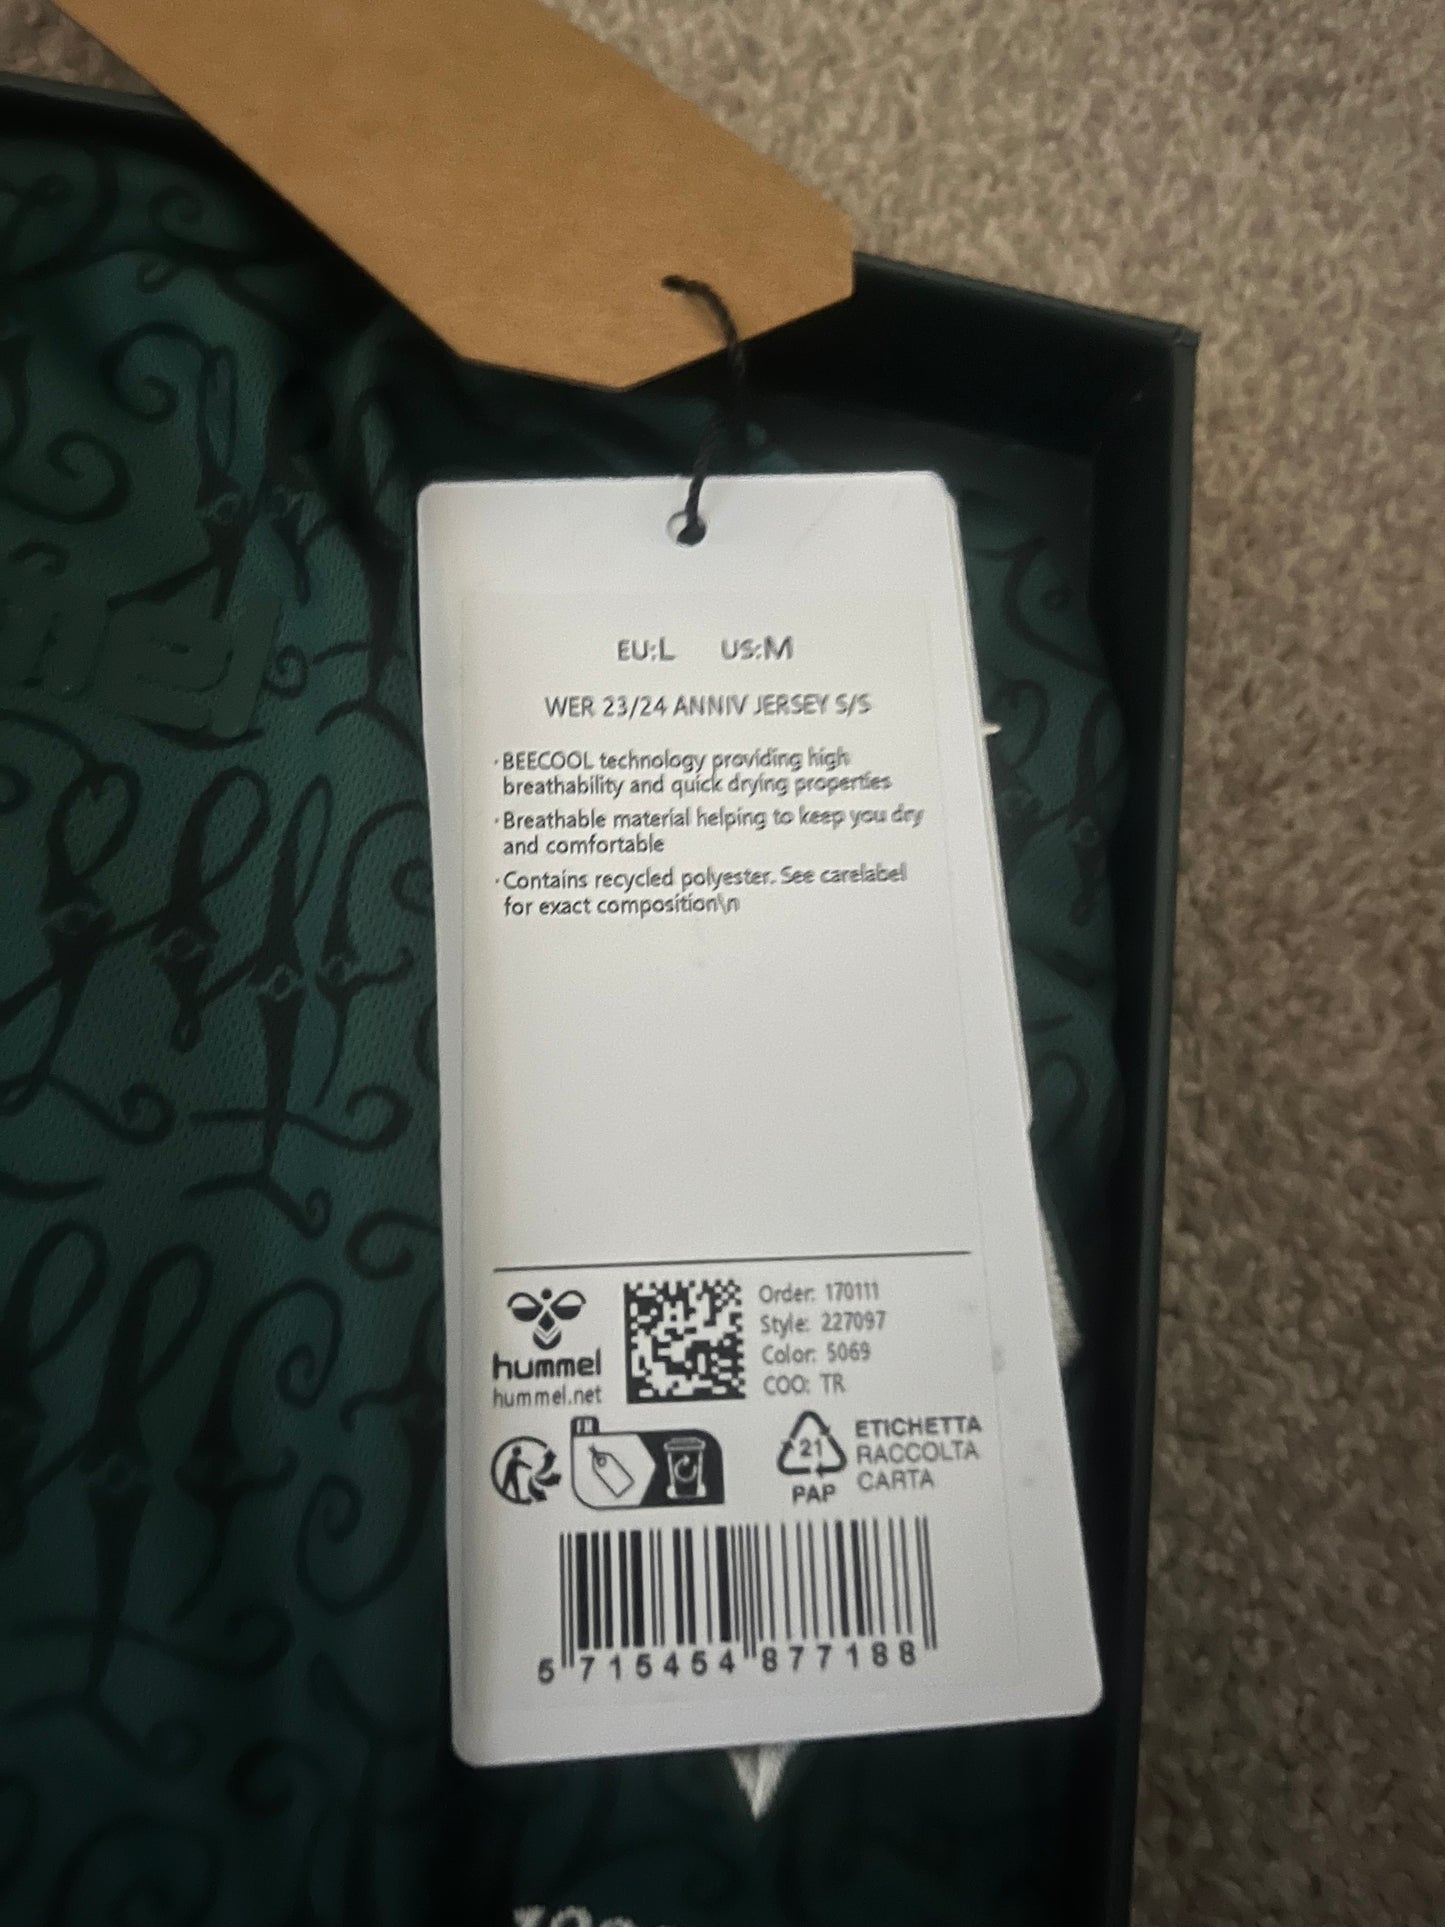 EU:L US:M
WER 23/24 ANNIV JERSEY S/S
·BEECOOL technology providing high
breathability and quick drying properties
·Breathable material helping to keep you dry
and comfortable
·Contains recycled polyester. See carelabel
for exact composition\n
hummel
hummel.net
Order: 170111
Style: 227097
Color: 5069
COO: TR
21
PAP
ETICHETTA
RACCOLTA
CARTA
5 715454 877188